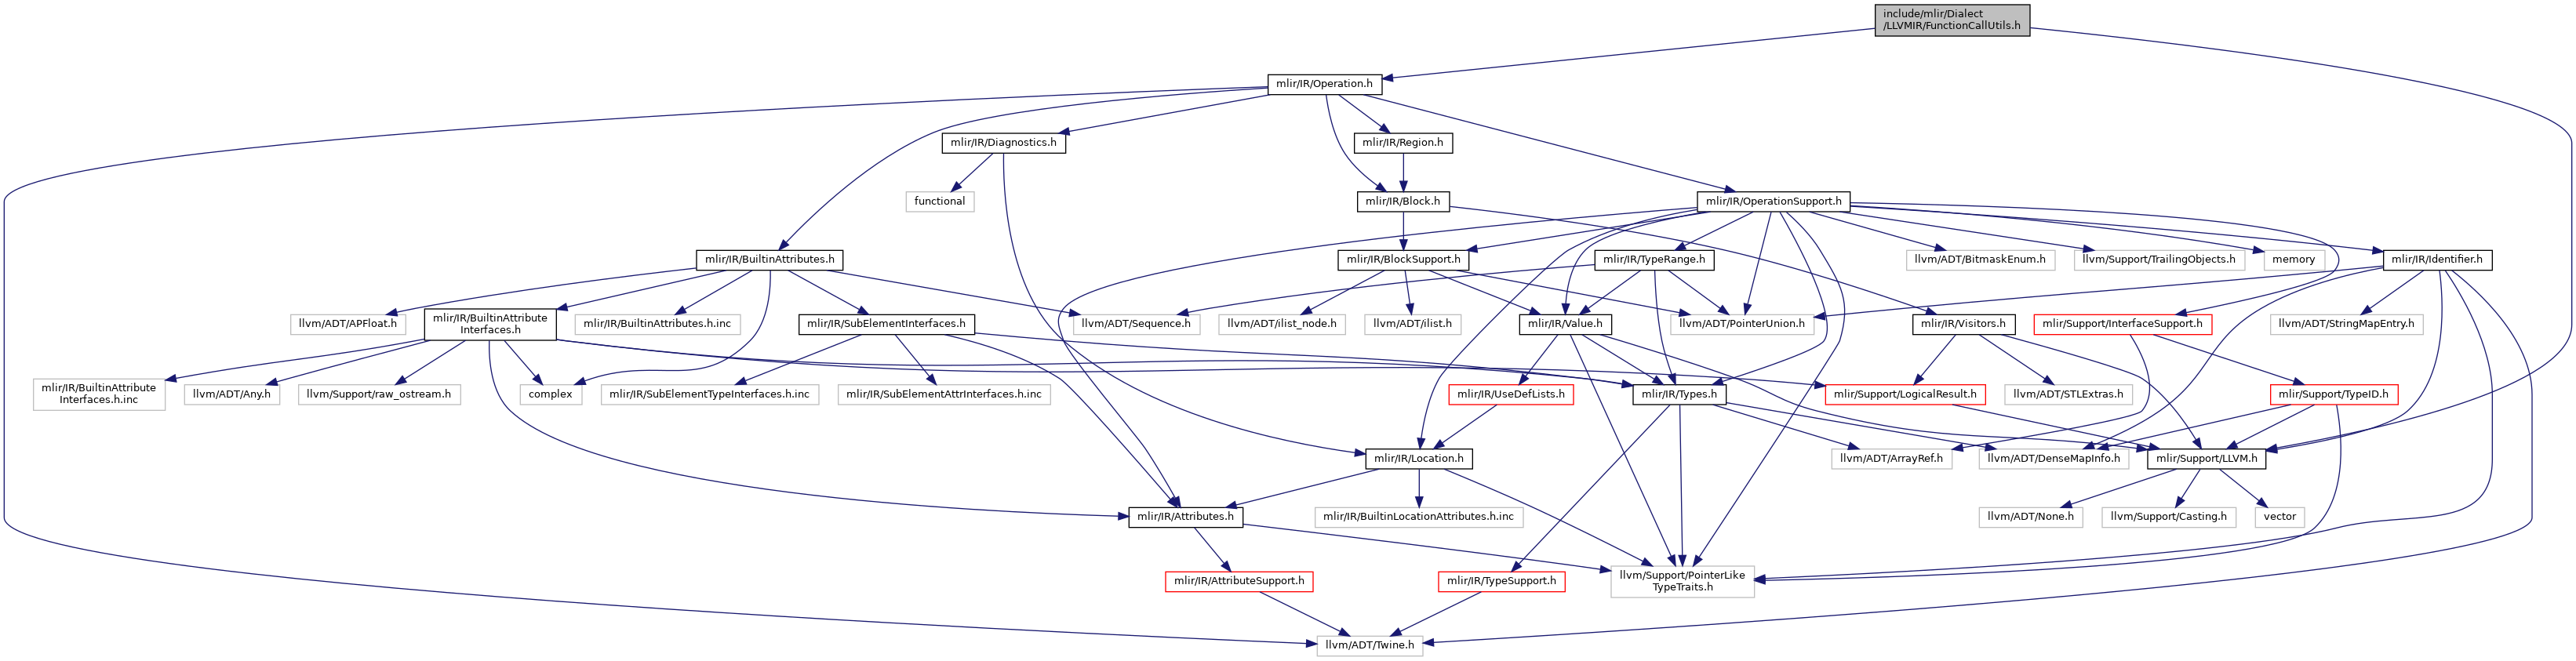 include/mlir/Dialect
/LLVMIR/FunctionCallUtils.h
mlir/IR/Operation.h
mlir/IR/Diagnostics.h
mlir/IR/Region.h
functional
mlir/IR/Block.h
mlir/IR/OperationSupport.h
mlir/IR/BuiltinAttributes.h
mlir/IR/BlockSupport.h
mlir/IR/TypeRange.h
llvm/ADT/BitmaskEnum.h
llvm/Support/TrailingObjects.h
memory
mlir/IR/Identifier.h
llvm/ADT/APFloat.h
mlir/IR/BuiltinAttribute
Interfaces.h
mlir/IR/BuiltinAttributes.h.inc
mlir/IR/SubElementInterfaces.h
llvm/ADT/Sequence.h
llvm/ADT/ilist_node.h
llvm/ADT/ilist.h
mlir/IR/Value.h
llvm/ADT/PointerUnion.h
mlir/IR/Visitors.h
mlir/Support/InterfaceSupport.h
llvm/ADT/StringMapEntry.h
mlir/IR/BuiltinAttribute
Interfaces.h.inc
llvm/ADT/Any.h
llvm/Support/raw_ostream.h
complex
mlir/IR/SubElementTypeInterfaces.h.inc
mlir/IR/SubElementAttrInterfaces.h.inc
mlir/IR/UseDefLists.h
mlir/IR/Types.h
mlir/Support/LogicalResult.h
llvm/ADT/STLExtras.h
mlir/Support/TypeID.h
mlir/IR/Location.h
llvm/ADT/ArrayRef.h
llvm/ADT/DenseMapInfo.h
mlir/Support/LLVM.h
mlir/IR/Attributes.h
mlir/IR/BuiltinLocationAttributes.h.inc
llvm/ADT/None.h
llvm/Support/Casting.h
vector
mlir/IR/AttributeSupport.h
mlir/IR/TypeSupport.h
llvm/Support/PointerLike
TypeTraits.h
llvm/ADT/Twine.h